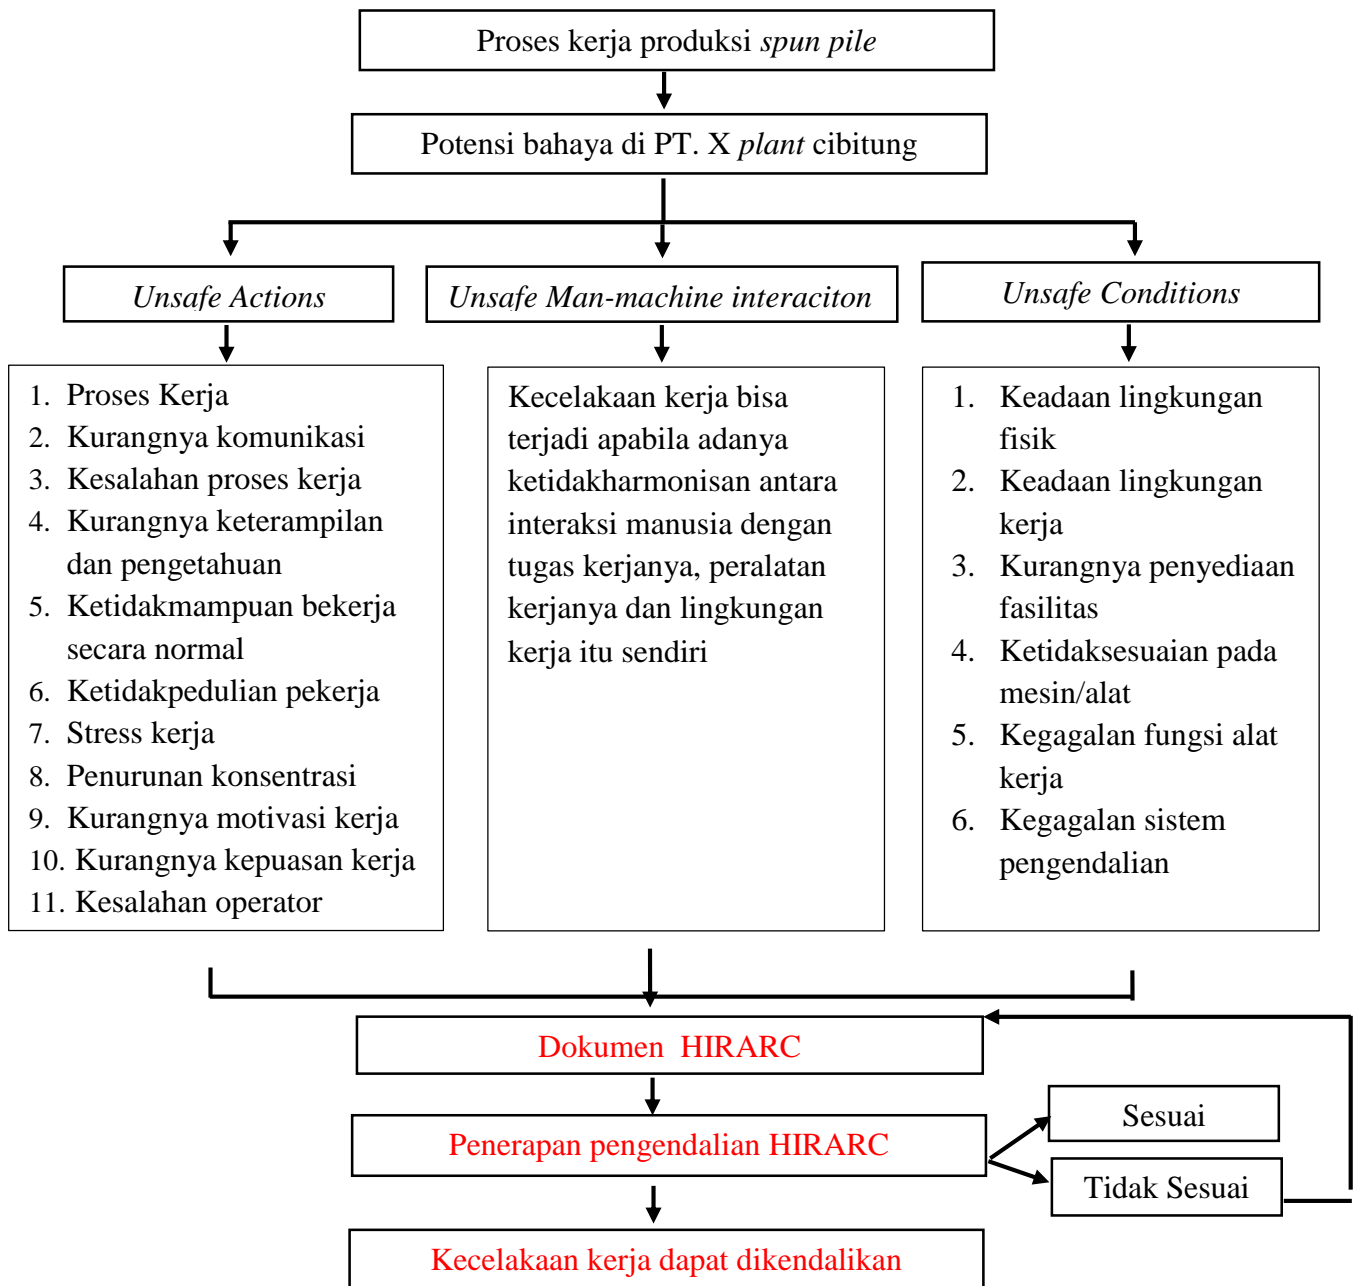 Proses kerja produksi spun pile
Potensi bahaya di PT. X plant cibitung
Unsafe Actions
Unsafe Man-machine interaciton
Unsafe Conditions
1. Proses Kerja
2. Kurangnya komunikasi
3. Kesalahan proses kerja
4. Kurangnya keterampilan
dan pengetahuan
5. Ketidakmampuan bekerja
secara normal
6. Ketidakpedulian pekerja
7. Stress kerja
8. Penurunan konsentrasi
9. Kurangnya motivasi kerja
10. Kurangnya kepuasan kerja
11. Kesalahan operator
Kecelakaan kerja bisa
terjadi apabila adanya
ketidakharmonisan antara
interaksi manusia dengan
tugas kerjanya, peralatan
kerjanya dan lingkungan
kerja itu sendiri
1. Keadaan lingkungan
fisik
2. Keadaan lingkungan
kerja
3. Kurangnya penyediaan
fasilitas
4. Ketidaksesuaian pada
mesin/alat
5. Kegagalan fungsi alat
kerja
6. Kegagalan sistem
pengendalian
Dokumen HIRARC
Penerapan pengendalian HIRARC
Sesuai
Tidak Sesuai
Kecelakaan kerja dapat dikendalikan